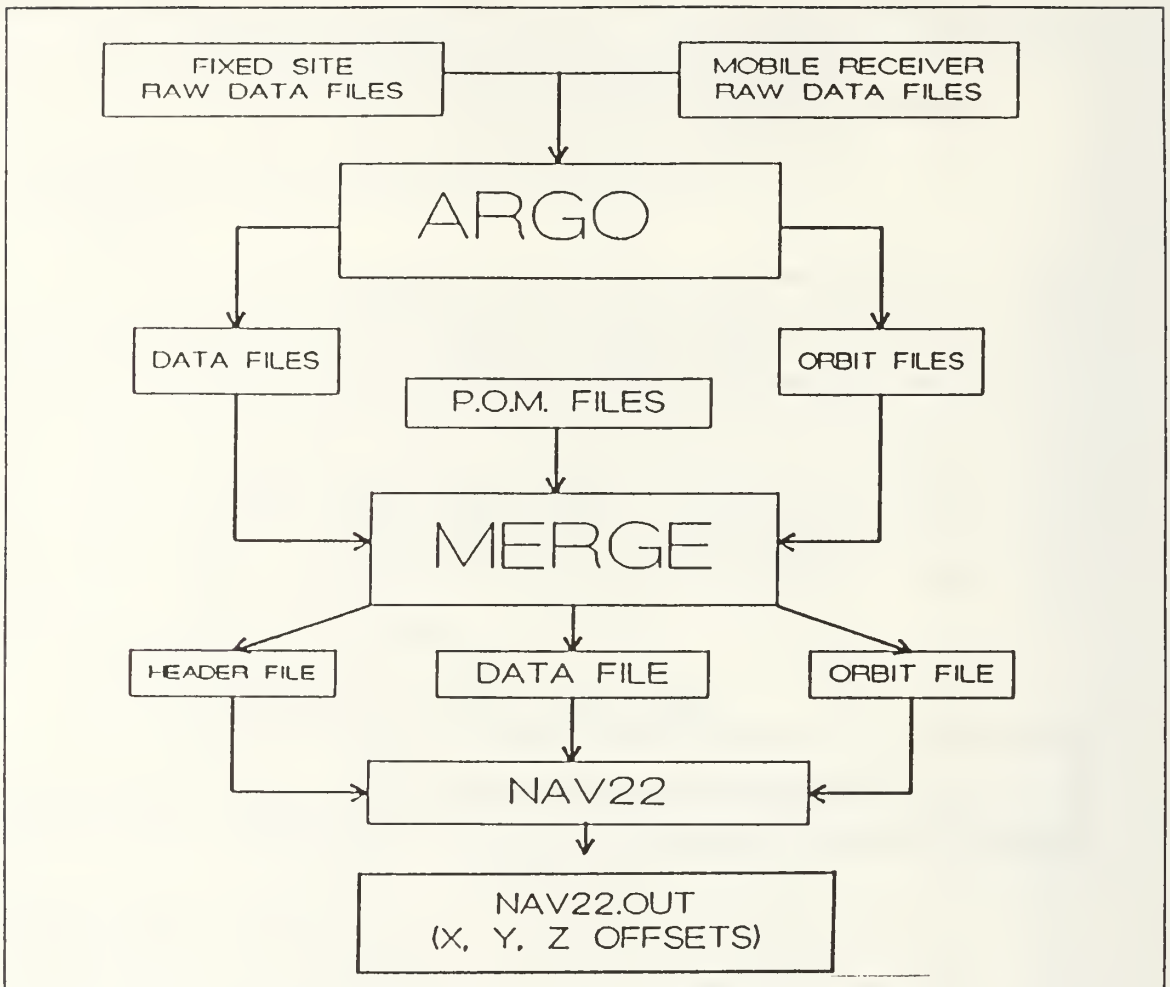 FIXED SITE
RAW DATA FILES
MOBILE RECEIVER
RAW DATA FILES
ARGO
DATA FILES
ORBIT FILES
P.O.M. FILES
MERGE
HEADER FILE
DATA FILE
ORBIT FILE
NAV22
NAV22.OUT
(X, Y, Z OFFSETS)